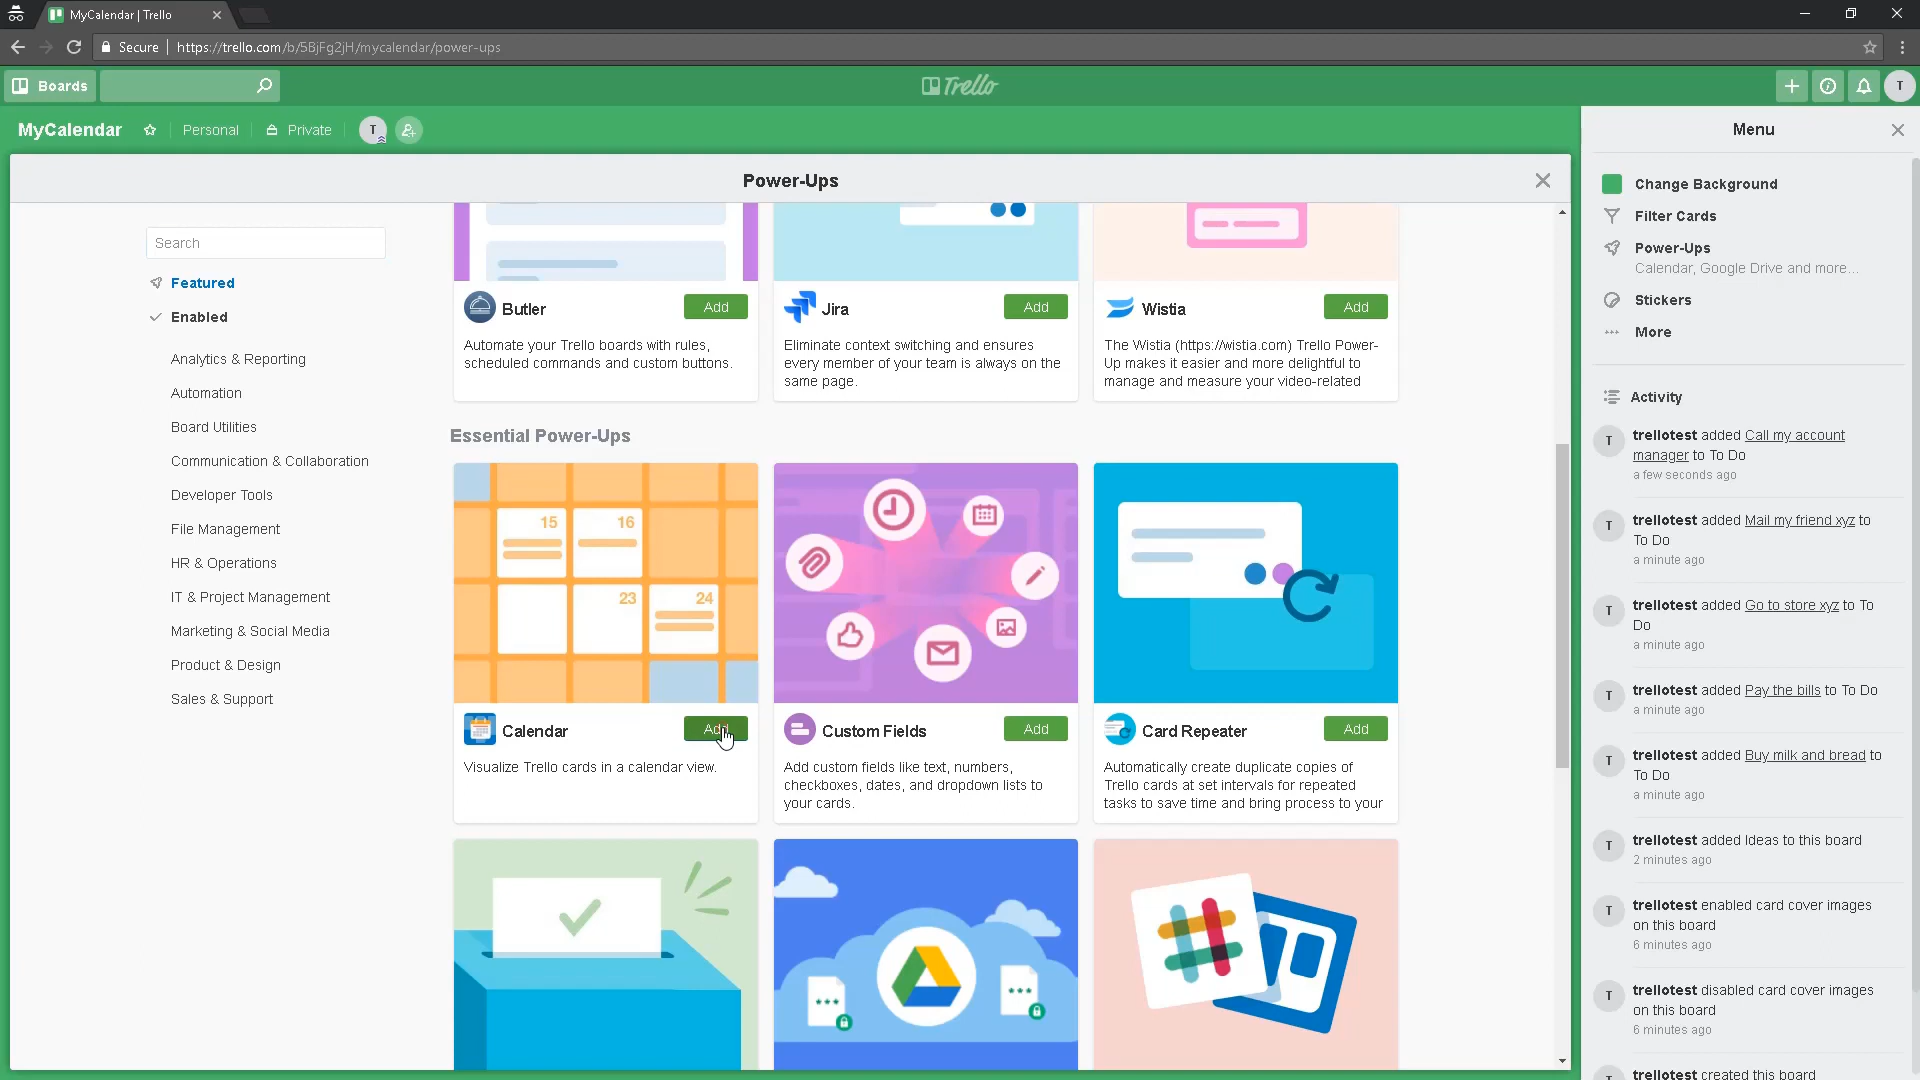 MyCalendar | Trello
Secure https://trello.com/b/5BjFg2jH/mycalendar/power-ups
Boards
Trello
T
MyCalendar
Personal
Private
T
Menu
Power-Ups
Search
Featured
Enabled
Analytics & Reporting
Automation
Board Utilities
Communication & Collaboration
Developer Tools
File Management
HR & Operations
IT & Project Management
Marketing & Social Media
Product & Design
Sales & Support
Butler
Add
Automate your Trello boards with rules,
scheduled commands and custom buttons.
Jira
Add
Eliminate context switching and ensures
every member of your team is always on the
same page.
Wistia
Add
The Wistia (https://wistia.com) Trello Power-
Up makes it easier and more delightful to
manage and measure your video-related
Essential Power-Ups
15
16
23
24
Calendar
Add
Visualize Trello cards in a calendar view.
Custom Fields
Add
Add custom fields like text, numbers,
checkboxes, dates, and dropdown lists to
your cards.
Card Repeater
Add
Automatically create duplicate copies of
Trello cards at set intervals for repeated
tasks to save time and bring process to your
Change Background
Filter Cards
Power-Ups
Calendar, Google Drive and more...
Stickers
More
Activity
T
trellotest added Call my account
manager to To Do
a few seconds ago
T
trellotest added Mail my friend xyz to
To Do
a minute ago
T
trellotest added Go to store xyz to To
Do
a minute ago
T
trellotest added Pay the bills to To Do
a minute ago
T
trellotest added Buy milk and bread to
To Do
a minute ago
T
trellotest added Ideas to this board
2 minutes ago
T
trellotest enabled card cover images
on this board
6 minutes ago
T
trellotest disabled card cover images
on this board
6 minutes ago
T
trellotest created this board